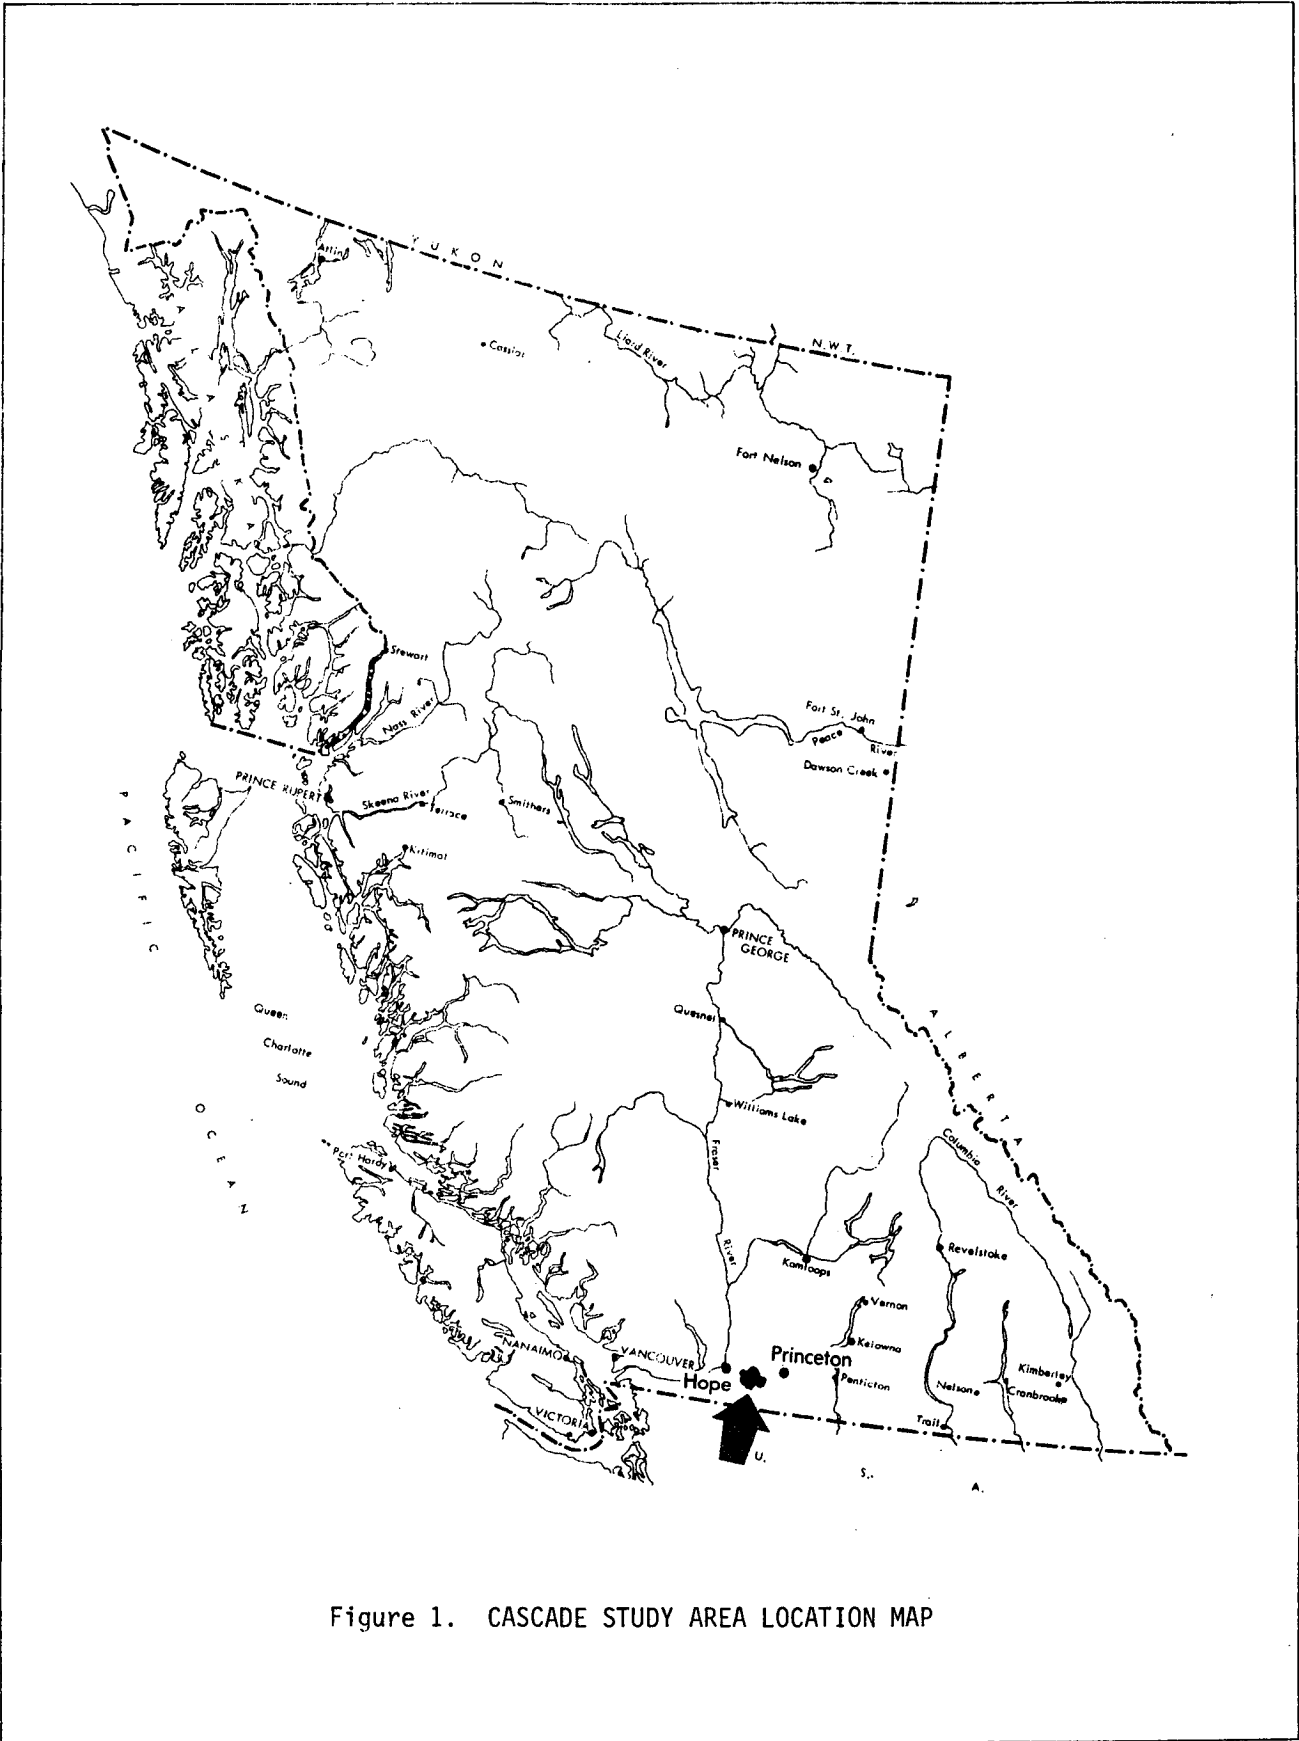 YUKON
Atlin
Cassiar
Liard River
N.W.T.
ALASKA
Fort Nelson
Stewart
Nass River
Fort St. John
Peace River
Dawson Creek
PRINCE RUPERT
Skeena River
Terrace
Smithers
Kitimat
PACIFIC
OCEAN
PRINCE
GEORGE
Quesnel
Queen
Charlotte
Sound
ALBERTA
Williams Lake
Port Hardy
Fraser
River
Columbia
River
Revelstoke
Kamloops
Vernon
Kelowna
NANAIMO
VANCOUVER
Hope
Princeton
Penticton
Nelson
Kimberley
Cranbrook
VICTORIA
Trail
U. S. A.
Figure 1. CASCADE STUDY AREA LOCATION MAP